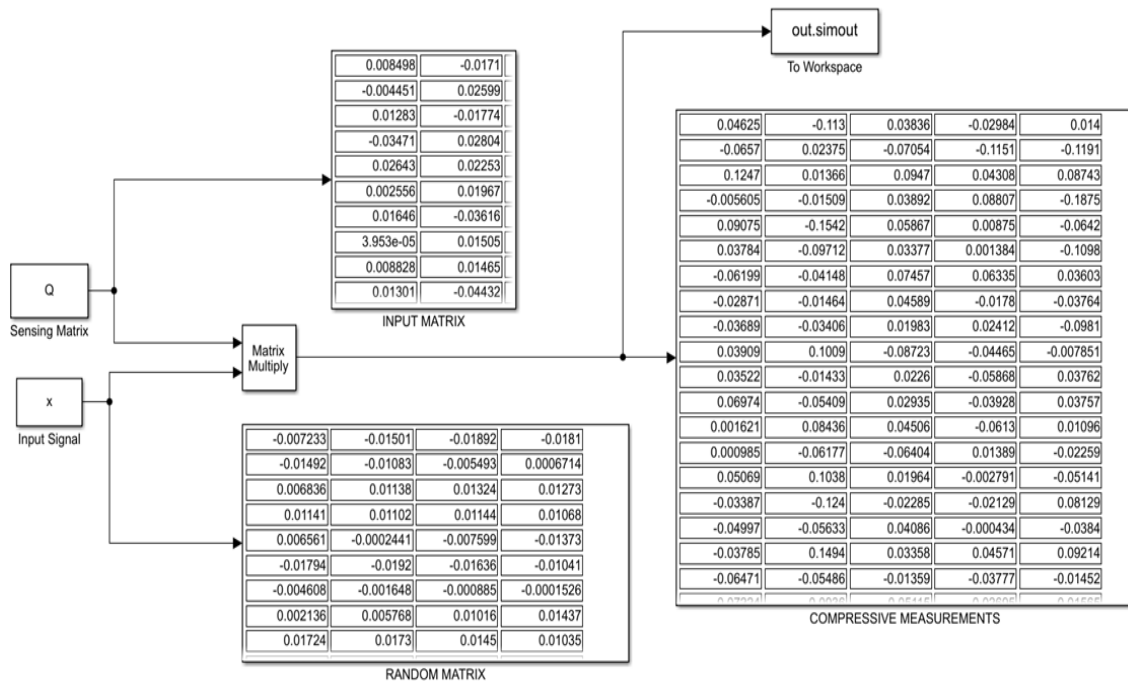 out.simout
To Workspace
0.008498 -0.0171
-0.004451 0.02599
0.01283 -0.01774
-0.03471 0.02804
0.02643 0.02253
0.002556 0.01967
0.01646 -0.03616
3.953e-05 0.01505
0.008828 0.01465
0.01301 -0.04432
INPUT MATRIX
Q
Sensing Matrix
Matrix
Multiply
x
Input Signal
-0.007233 -0.01501 -0.01892 -0.0181
-0.01492 -0.01083 -0.005493 0.0006714
0.006836 0.01138 0.01324 0.01273
0.01141 0.01102 0.01144 0.01068
0.006561 -0.0002441 -0.007599 -0.01373
-0.01794 -0.0192 -0.01636 -0.01041
-0.004608 -0.001648 -0.000885 -0.0001526
0.002136 0.005768 0.01016 0.01437
0.01724 0.0173 0.0145 0.01035
RANDOM MATRIX
0.04625 -0.113 0.03836 -0.02984 0.014
-0.0657 0.02375 -0.07054 -0.1151 -0.1191
0.1247 0.01366 0.0947 0.04308 0.08743
-0.005605 -0.01509 0.03892 0.08807 -0.1875
0.09075 -0.1542 0.05867 0.00875 -0.0642
0.03784 -0.09712 0.03377 0.001384 -0.1098
-0.06199 -0.04148 0.07457 0.06335 0.03603
-0.02871 -0.01464 0.04589 -0.0178 -0.03764
-0.03689 -0.03406 0.01983 0.02412 -0.0981
0.03909 0.1009 -0.08723 -0.04465 -0.007851
0.03522 -0.01433 0.0226 -0.05868 0.03762
0.06974 -0.05409 0.02935 -0.03928 0.03757
0.001621 0.08436 0.04506 -0.0613 0.01096
0.000985 -0.06177 -0.06404 0.01389 -0.02259
0.05069 0.1038 0.01964 -0.002791 -0.05141
-0.03387 -0.124 -0.02285 -0.02129 0.08129
-0.04997 -0.05633 0.04086 -0.000434 -0.0384
-0.03785 0.1494 0.03358 0.04571 0.09214
-0.06471 -0.05486 -0.01359 -0.03777 -0.01452
COMPRESSIVE MEASUREMENTS